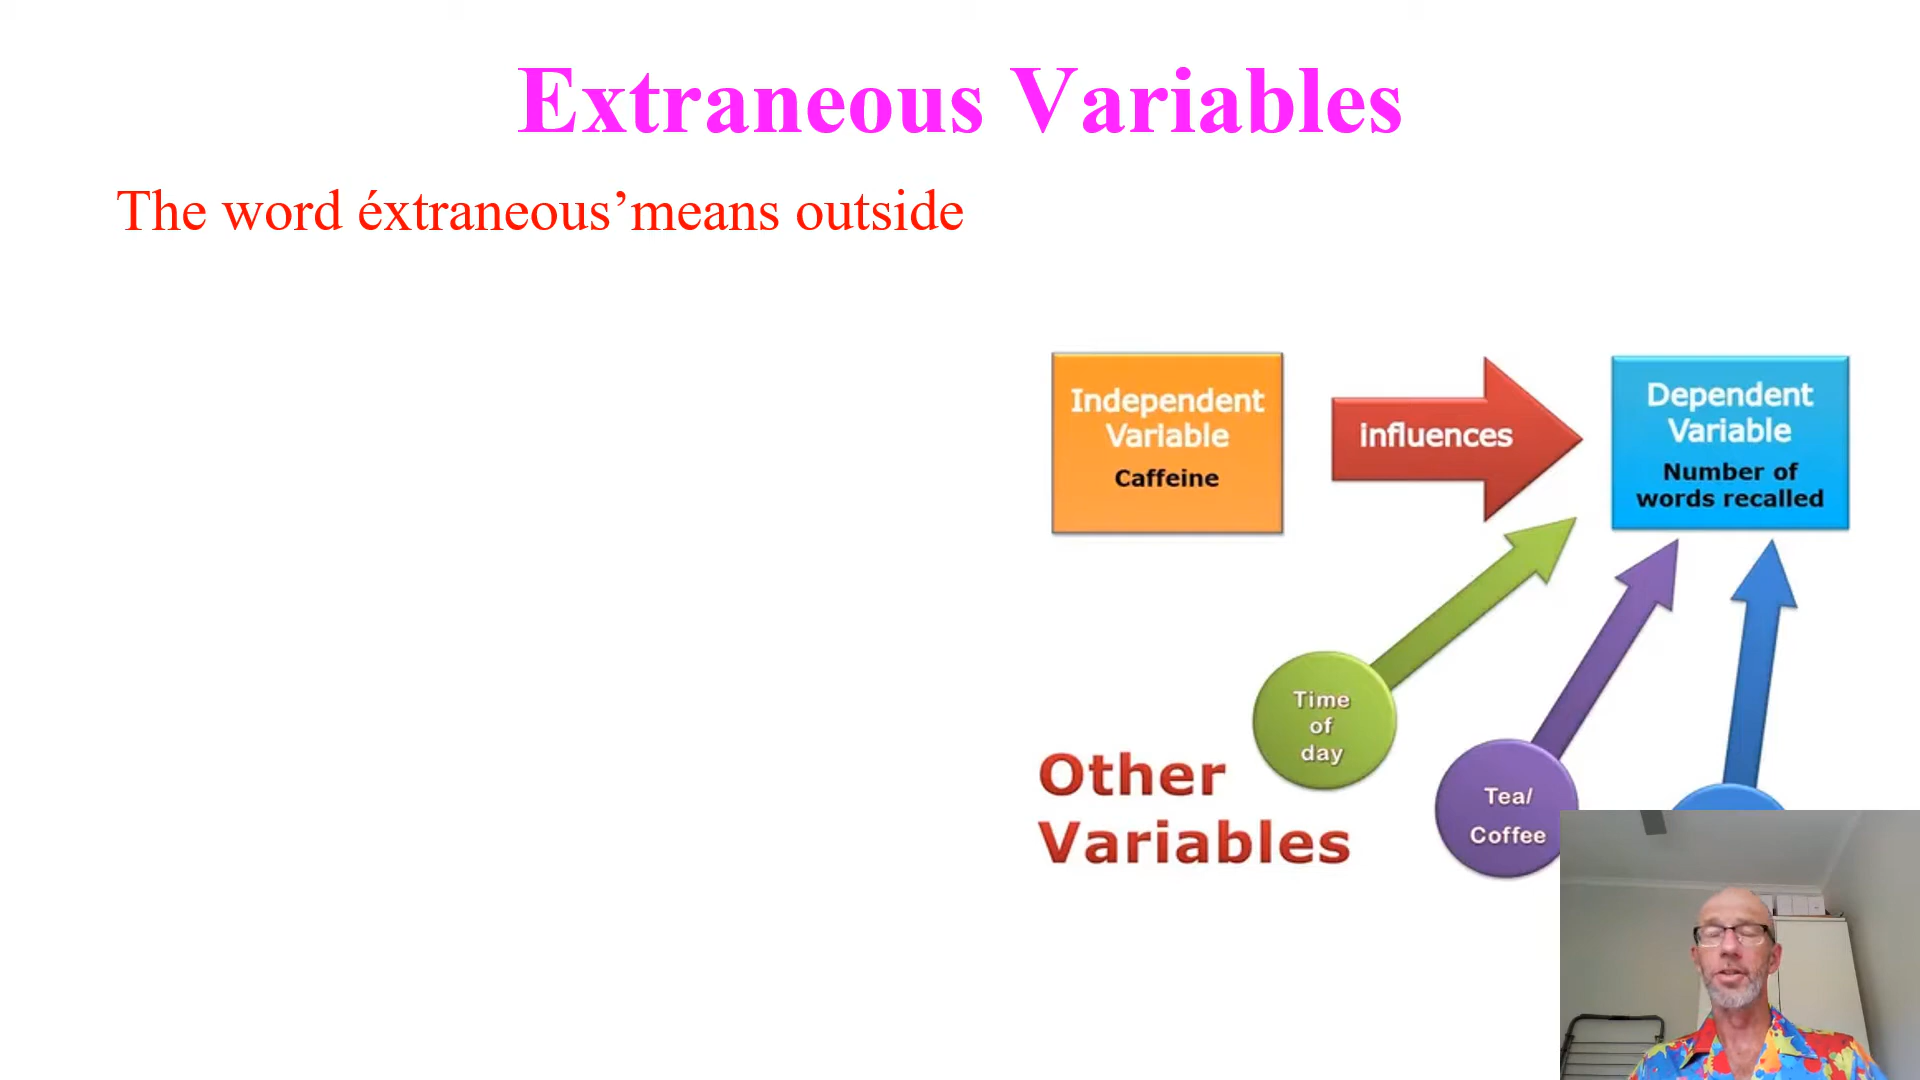 Extraneous Variables
The word éxtraneous’means outside
Independent
Variable
Caffeine
influences
Dependent
Variable
Number of
words recalled
Time
of
day
Other
Variables
Tea/
Coffee